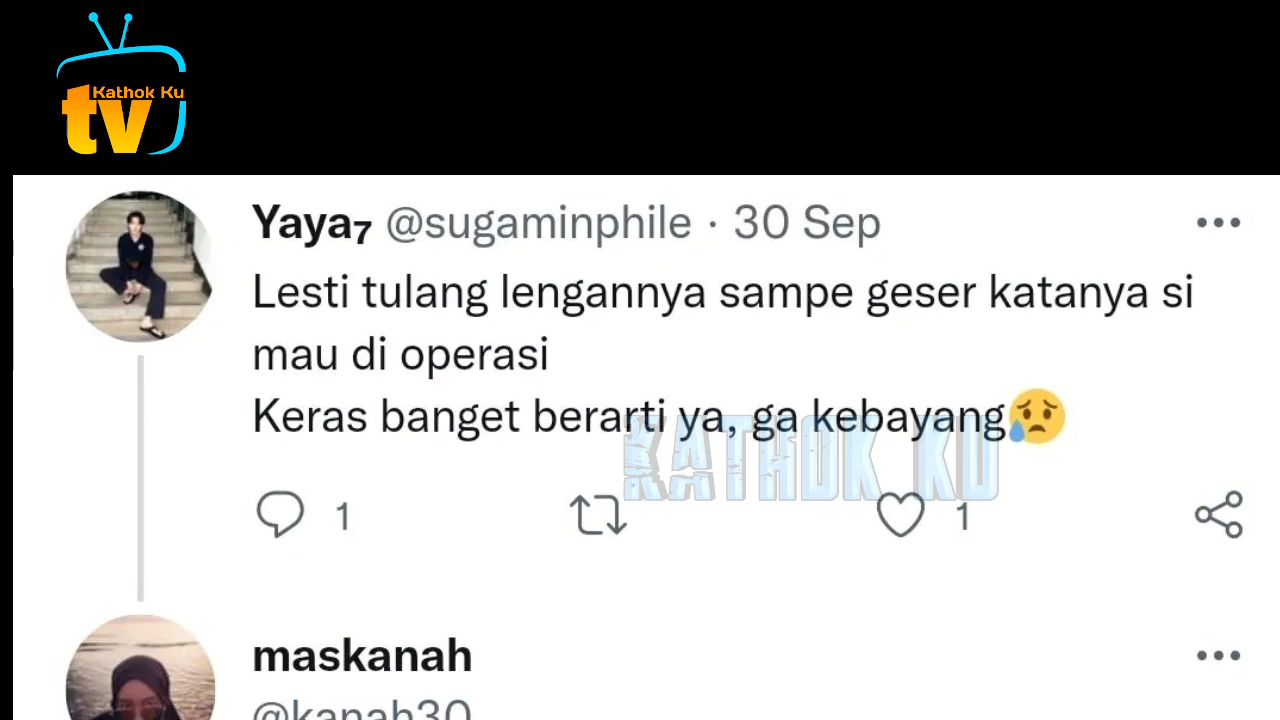 Kathok Ku
tv
Yaya₇ @sugaminphile · 30 Sep
Lesti tulang lengannya sampe geser katanya si
mau di operasi
Keras banget berarti ya, ga kebayang😥
KATHOK KU
1
1
maskanah
@kanah30